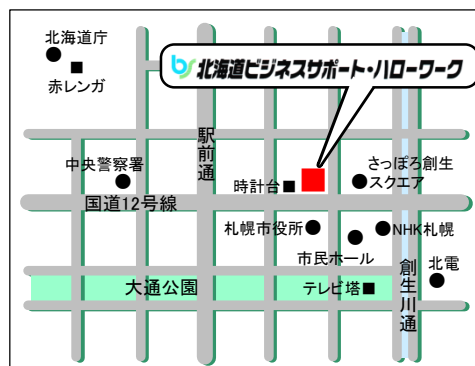 北海道庁
赤レンガ
bs 北海道ビジネスサポート・ハローワーク
駅前通
中央警察署
時計台
さっぽろ創生
スクエア
国道12号線
札幌市役所
NHK札幌
市民ホール
北電
創生川通
大通公園
テレビ塔